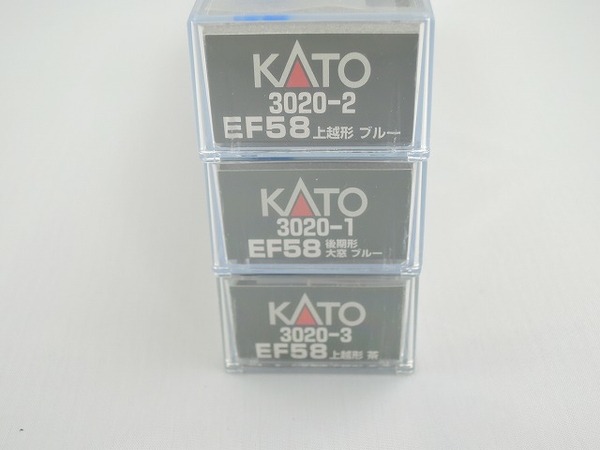 KATO
3020-2
EF58 上越形 ブルー
KATO
3020-1
EF58 後期形
大窓 ブルー
KATO
3020-3
EF58 上越形 茶